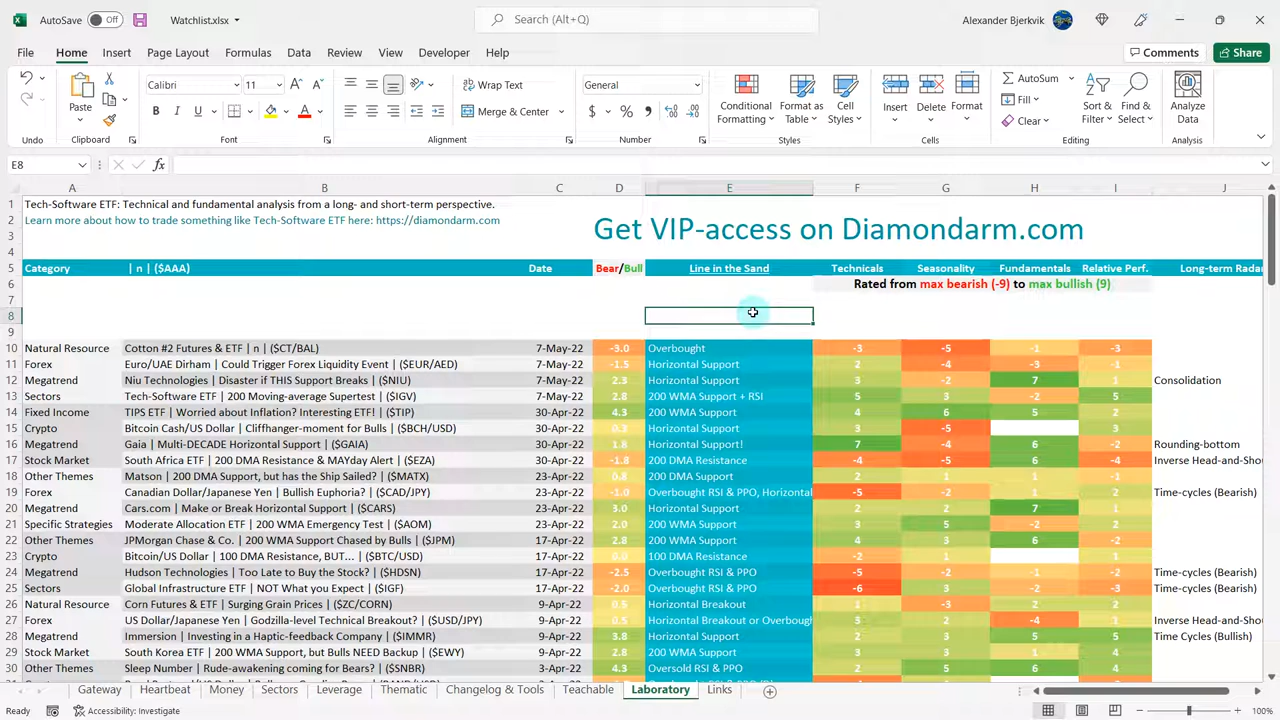 AutoSave Off Watchlist.xlsx Search (Alt+Q) Alexander Bjerkvik
File Home Insert Page Layout Formulas Data Review View Developer Help Comments Share
Calibri 11 Wrap Text General AutoSum
Paste Conditional Formatting Format as Table Cell Styles Insert Delete Format Fill Sort & Filter Find & Select Analyze Data
Merge & Center Clear
Undo Clipboard Font Alignment Number Styles Cells Editing Analysis
E8 fx
A B C D E F G H I J
1 Tech-Software ETF: Technical and fundamental analysis from a long- and short-term perspective.
2 Learn more about how to trade something like Tech-Software ETF here: https://diamondarm.com
3 Get VIP-access on Diamondarm.com
4
5 Category | n | ($AAA) Date Bear/Bull Line in the Sand Technicals Seasonality Fundamentals Relative Perf. Long-term Radar
6 Rated from max bearish (-9) to max bullish (9)
7
8
9
10 Natural Resource Cotton #2 Futures & ETF | n | ($CT/BAL) 7-May-22 -3.0 Overbought -3 -5 -1 -3
11 Forex Euro/UAE Dirham | Could Trigger Forex Liquidity Event ($EUR/AED) 7-May-22 -1.5 Horizontal Support 2 -4 -3 -1
12 Megatrend Niu Technologies | Disaster if THIS Support Breaks | ($NIU) 7-May-22 2.3 Horizontal Support 3 -2 7 1 Consolidation
13 Sectors Tech-Software ETF | 200 Moving-average Supertest | ($IGV) 7-May-22 2.8 200 WMA Support + RSI 5 3 -2 5
14 Fixed Income TIPS ETF | Worried about Inflation? Interesting ETF! | ($TIP) 30-Apr-22 4.3 200 WMA Support 4 6 5 2
15 Crypto Bitcoin Cash/US Dollar | Cliffhanger-moment for Bulls | ($BCH/USD) 30-Apr-22 0.3 Horizontal Support 3 -5 3
16 Megatrend Gaia | Multi-DECADE Horizontal Support | ($GAIA) 30-Apr-22 1.8 Horizontal Support! 7 -4 6 -2 Rounding-bottom
17 Stock Market South Africa ETF | 200 DMA Resistance & MAYday Alert | ($EZA) 30-Apr-22 -1.8 200 DMA Resistance -4 -5 6 -4 Inverse Head-and-Shou
18 Other Themes Matson | 200 DMA Support, but has the Ship Sailed? | ($MATX) 23-Apr-22 0.8 200 DMA Support 2 1 1 -1
19 Forex Canadian Dollar/Japanese Yen | Bullish Euphoria? | ($CAD/JPY) 23-Apr-22 -1.0 Overbought RSI & PPO, Horizontal -5 -2 1 2 Time-cycles (Bearish)
20 Megatrend Cars.com | Make or Break Horizontal Support | ($CARS) 23-Apr-22 3.0 Horizontal Support 2 2 7 1
21 Specific Strategies Moderate Allocation ETF | 200 WMA Emergency Test | ($AOM) 23-Apr-22 2.0 200 WMA Support 3 5 -2 2
22 Other Themes JPMorgan Chase & Co. | 200 WMA Support Chased by Bulls | ($JPM) 17-Apr-22 2.8 200 WMA Support 4 3 6 -2
23 Crypto Bitcoin/US Dollar | 100 DMA Resistance, BUT... | ($BTC/USD) 17-Apr-22 0.0 100 DMA Resistance -2 1 1
24 Megatrend Hudson Technologies | Too Late to Buy the Stock? | ($HDSN) 17-Apr-22 -2.5 Overbought RSI & PPO -5 -2 -1 -2 Time-cycles (Bearish)
25 Sectors Global Infrastructure ETF | NOT What you Expect | ($IGF) 17-Apr-22 -2.0 Overbought RSI & PPO -6 3 -2 -3 Time-cycles (Bearish)
26 Natural Resource Corn Futures & ETF | Surging Grain Prices | ($ZC/CORN) 9-Apr-22 0.5 Horizontal Breakout 1 -3 2 2
27 Forex US Dollar/Japanese Yen | Godzilla-level Technical Breakout? | ($USD/JPY) 9-Apr-22 0.5 Horizontal Breakout or Overbough 3 2 -4 1 Inverse Head-and-Shou
28 Megatrend Immersion | Investing in a Haptic-feedback Company | ($IMMR) 9-Apr-22 3.8 Horizontal Support 2 3 5 5 Time Cycles (Bullish)
29 Stock Market South Korea ETF | 200 WMA Support, but Bulls NEED Backup | ($EWY) 9-Apr-22 2.8 200 WMA Support 3 3 1 4
30 Other Themes Sleep Number | Rude-awakening coming for Bears? | ($SNBR) 3-Apr-22 4.3 Oversold RSI & PPO 2 5 6 4
Gateway Heartbeat Money Sectors Leverage Thematic Changelog & Tools Teachable Laboratory Links
Ready Accessibility: Investigate 100%